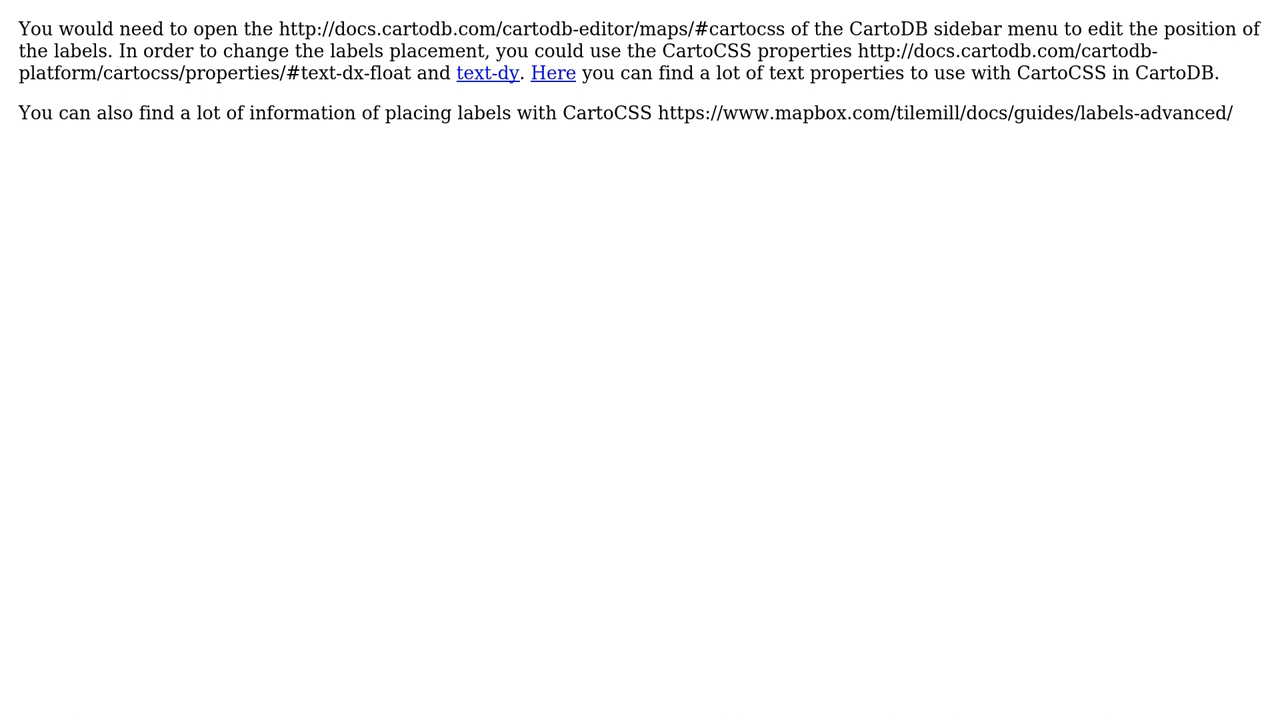 You would need to open the http://docs.cartodb.com/cartodb-editor/maps/#cartocss of the CartoDB sidebar menu to edit the position of
the labels. In order to change the labels placement, you could use the CartoCSS properties http://docs.cartodb.com/cartodb-
platform/cartocss/properties/#text-dx-float and text-dy. Here you can find a lot of text properties to use with CartoCSS in CartoDB.
You can also find a lot of information of placing labels with CartoCSS https://www.mapbox.com/tilemill/docs/guides/labels-advanced/